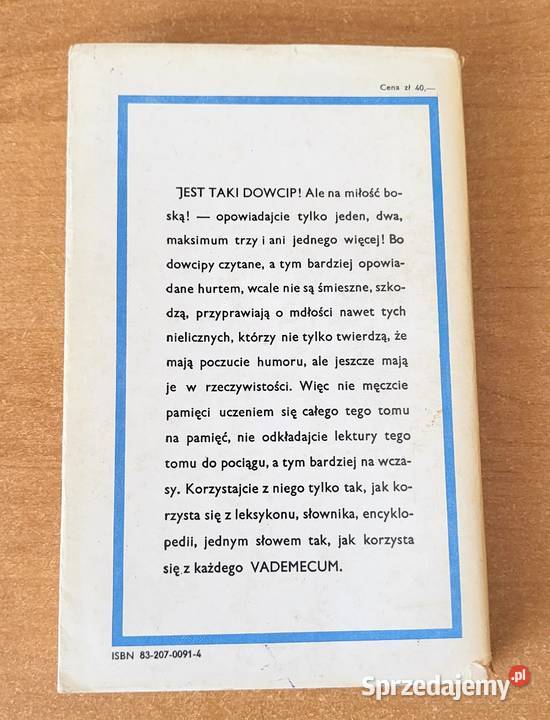 Cena zł 40,—
JEST TAKI DOWCIP! Ale na miłość bo-
ską! — opowiadajcie tylko jeden, dwa,
maksimum trzy i ani jednego więcej! Bo
dowcipy czytane, a tym bardziej opowia-
dane hurtem, wcale nie są śmieszne, szko-
dzą, przyprawiają o mdłości nawet tych
nielicznych, którzy nie tylko twierdzą, że
mają poczucie humoru, ale jeszcze mają
je w rzeczywistości. Więc nie męczcie
pamięci uczeniem się całego tego tomu
na pamięć, nie odkładajcie lektury tego
tomu do pociągu, a tym bardziej na wcza-
sy. Korzystajcie z niego tylko tak, jak ko-
rzysta się z leksykonu, słownika, encyklo-
pedii, jednym słowem tak, jak korzysta
się z każdego VADEMECUM.
ISBN 83-207-0091-4
Sprzedajemy.pl